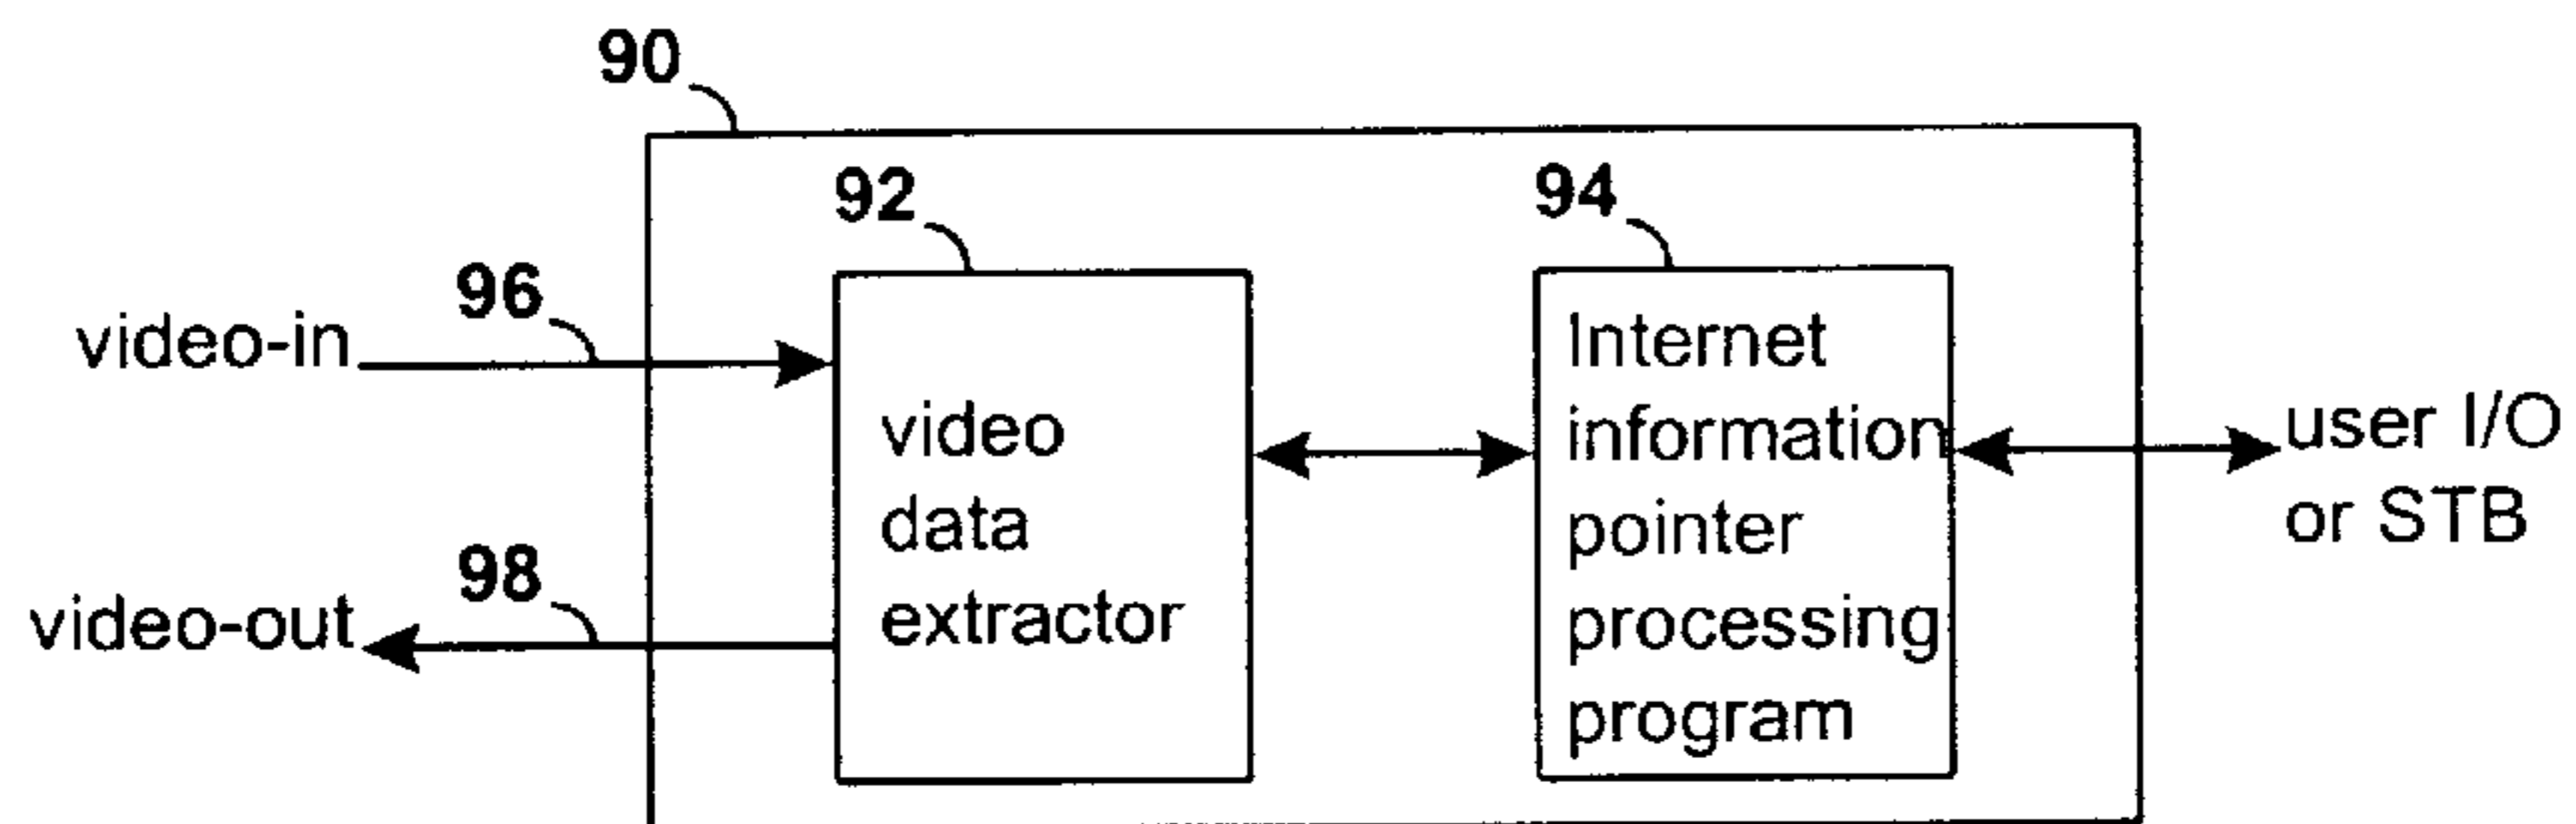 90
92
94
96
video-in
98
video-out
video
data
extractor
Internet
information
pointer
processing
program
user I/O
or STB